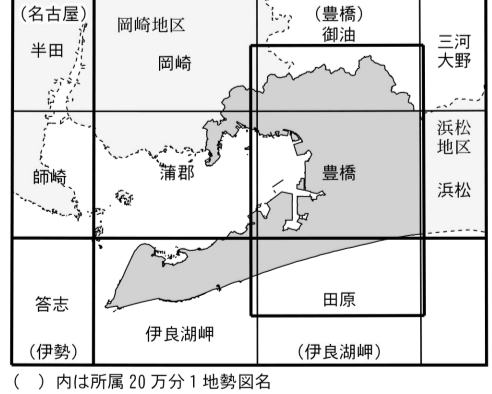 （名古屋）
半田
岡崎地区
岡崎
（豊橋）
御油
三河
大野
師崎
蒲郡
豊橋
浜松
地区
浜松
答志
（伊勢）
伊良湖岬
田原
（伊良湖岬）
（　）内は所属20万分1地勢図名